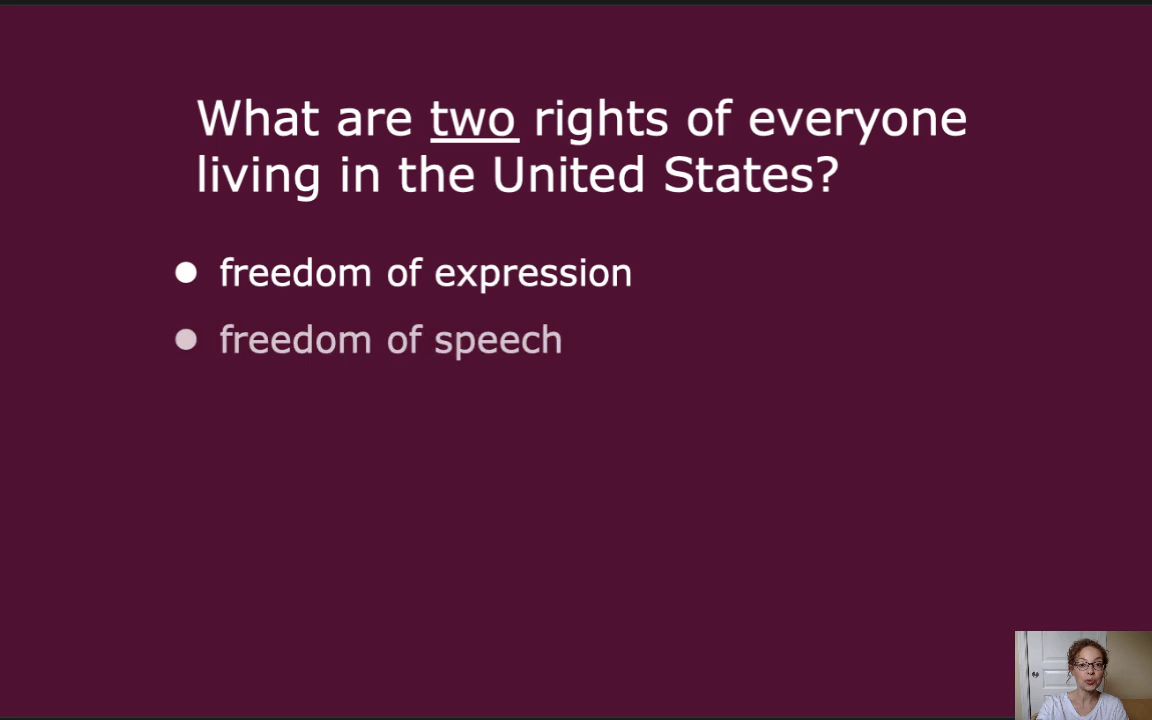 What are two rights of everyone
living in the United States?
● freedom of expression
● freedom of speech